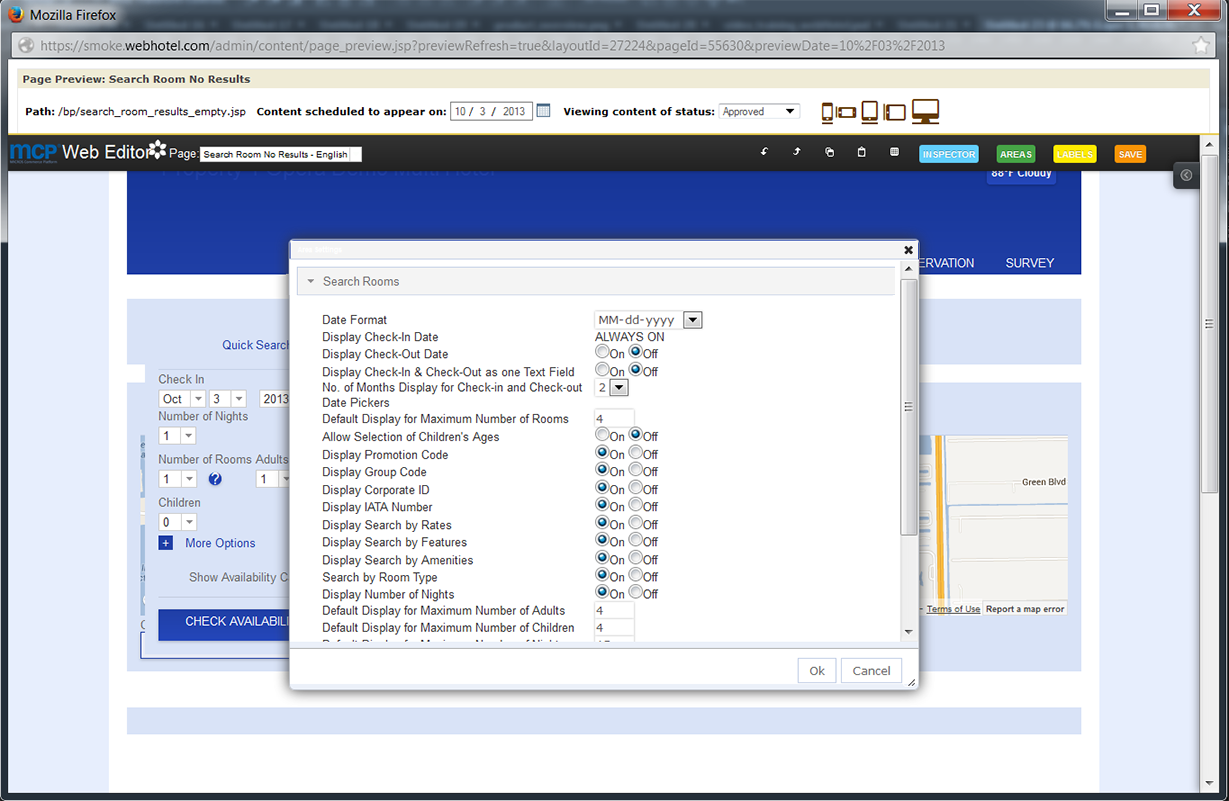 Mozilla Firefox
https://smoke.webhotel.com/admin/content/page_preview.jsp?previewRefresh=true&layoutId=27224&pageId=55630&previewDate=10%2F03%2F2013
Page Preview: Search Room No Results
Path: /bp/search_room_results_empty.jsp Content scheduled to appear on: 10 / 3 / 2013 Viewing content of status: Approved
MCP Web Editor Page: Search Room No Results - English INSPECTOR AREAS LABELS SAVE
88°F Cloudy
ERVATION SURVEY
Search Rooms
Date Format MM-dd-yyyy
Display Check-In Date ALWAYS ON
Display Check-Out Date On Off
Display Check-In & Check-Out as one Text Field On Off
No. of Months Display for Check-in and Check-out 2
Date Pickers
Default Display for Maximum Number of Rooms 4
Allow Selection of Children's Ages On Off
Display Promotion Code On Off
Display Group Code On Off
Display Corporate ID On Off
Display IATA Number On Off
Display Search by Rates On Off
Display Search by Features On Off
Display Search by Amenities On Off
Search by Room Type On Off
Display Number of Nights On Off
Default Display for Maximum Number of Adults 4
Default Display for Maximum Number of Children 4
Ok Cancel
Quick Search
Check In
Oct 3 2013
Number of Nights
1
Number of Rooms Adults
1 ? 1
Children
0
+ More Options
Show Availability C
CHECK AVAILABIL
Green Blvd
Terms of Use Report a map error